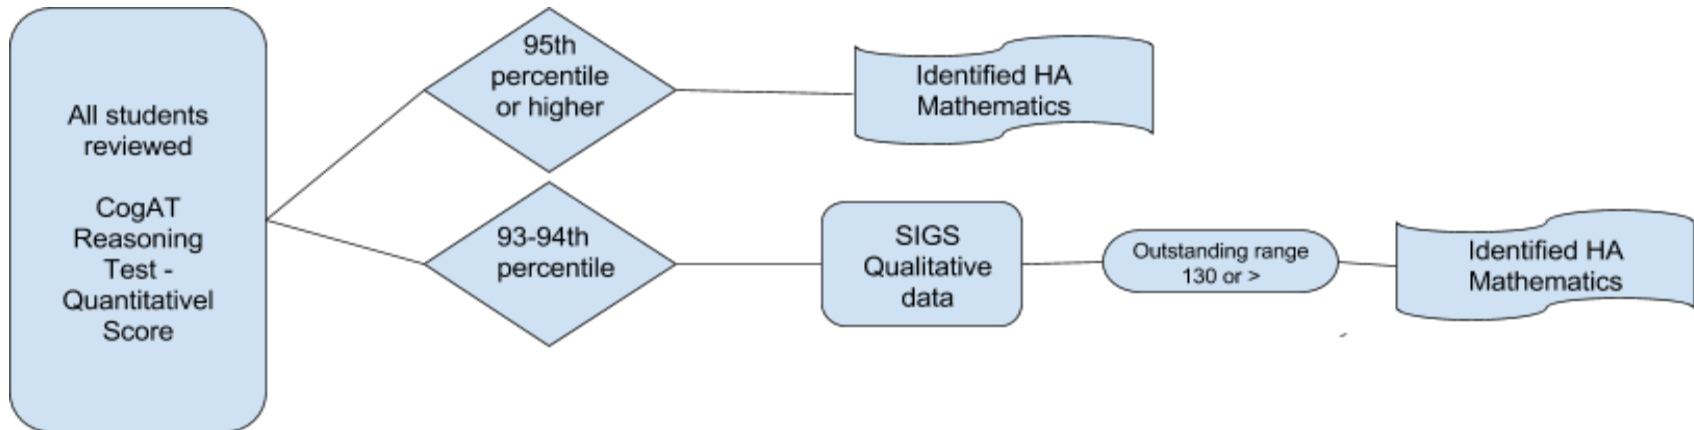 All students
reviewed
CogAT
Reasoning
Test -
Quantitativel
Score
95th
percentile
or higher
Identified HA
Mathematics
93-94th
percentile
SIGS
Qualitative
data
Outstanding range
130 or >
Identified HA
Mathematics